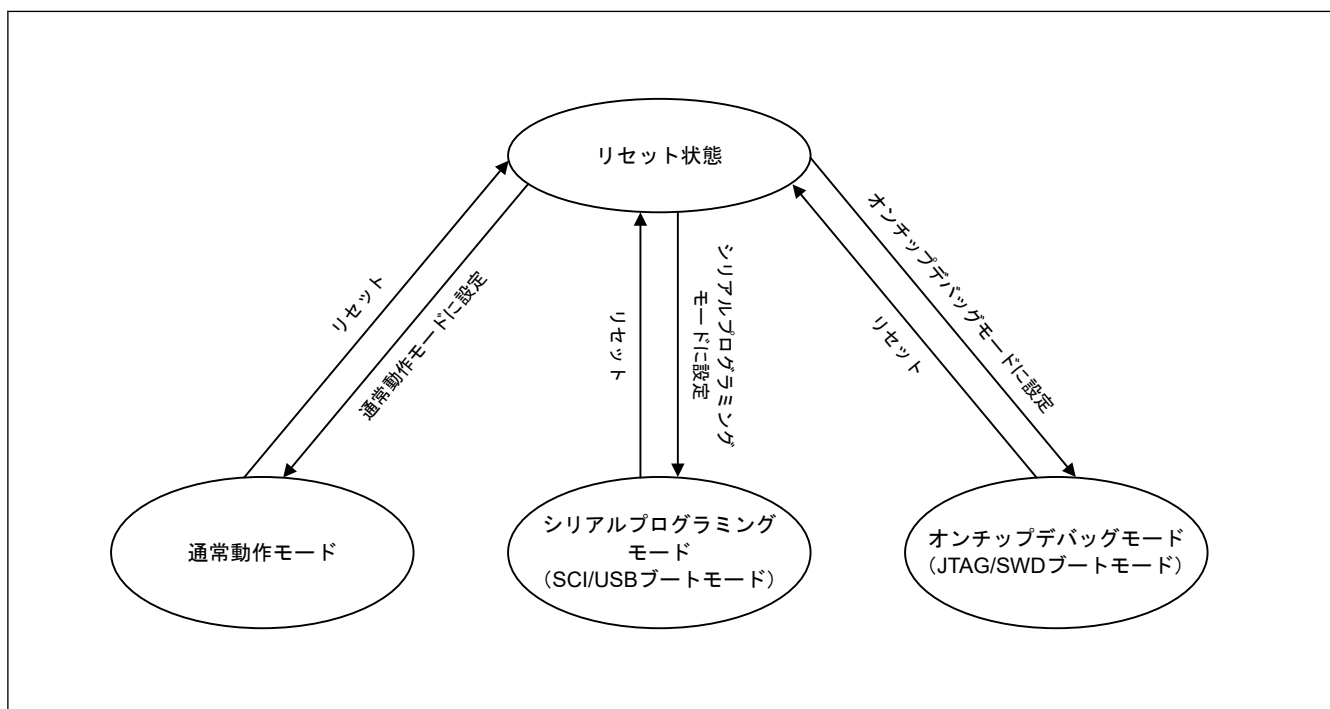 リセット状態
リセット
通常動作モードに設定
リセット
シリアルプログラミング
モードに設定
オンチップデバッグモードに設定
リセット
通常動作モード
シリアルプログラミング
モード
（SCI/USBブートモード）
オンチップデバッグモード
（JTAG/SWDブートモード）